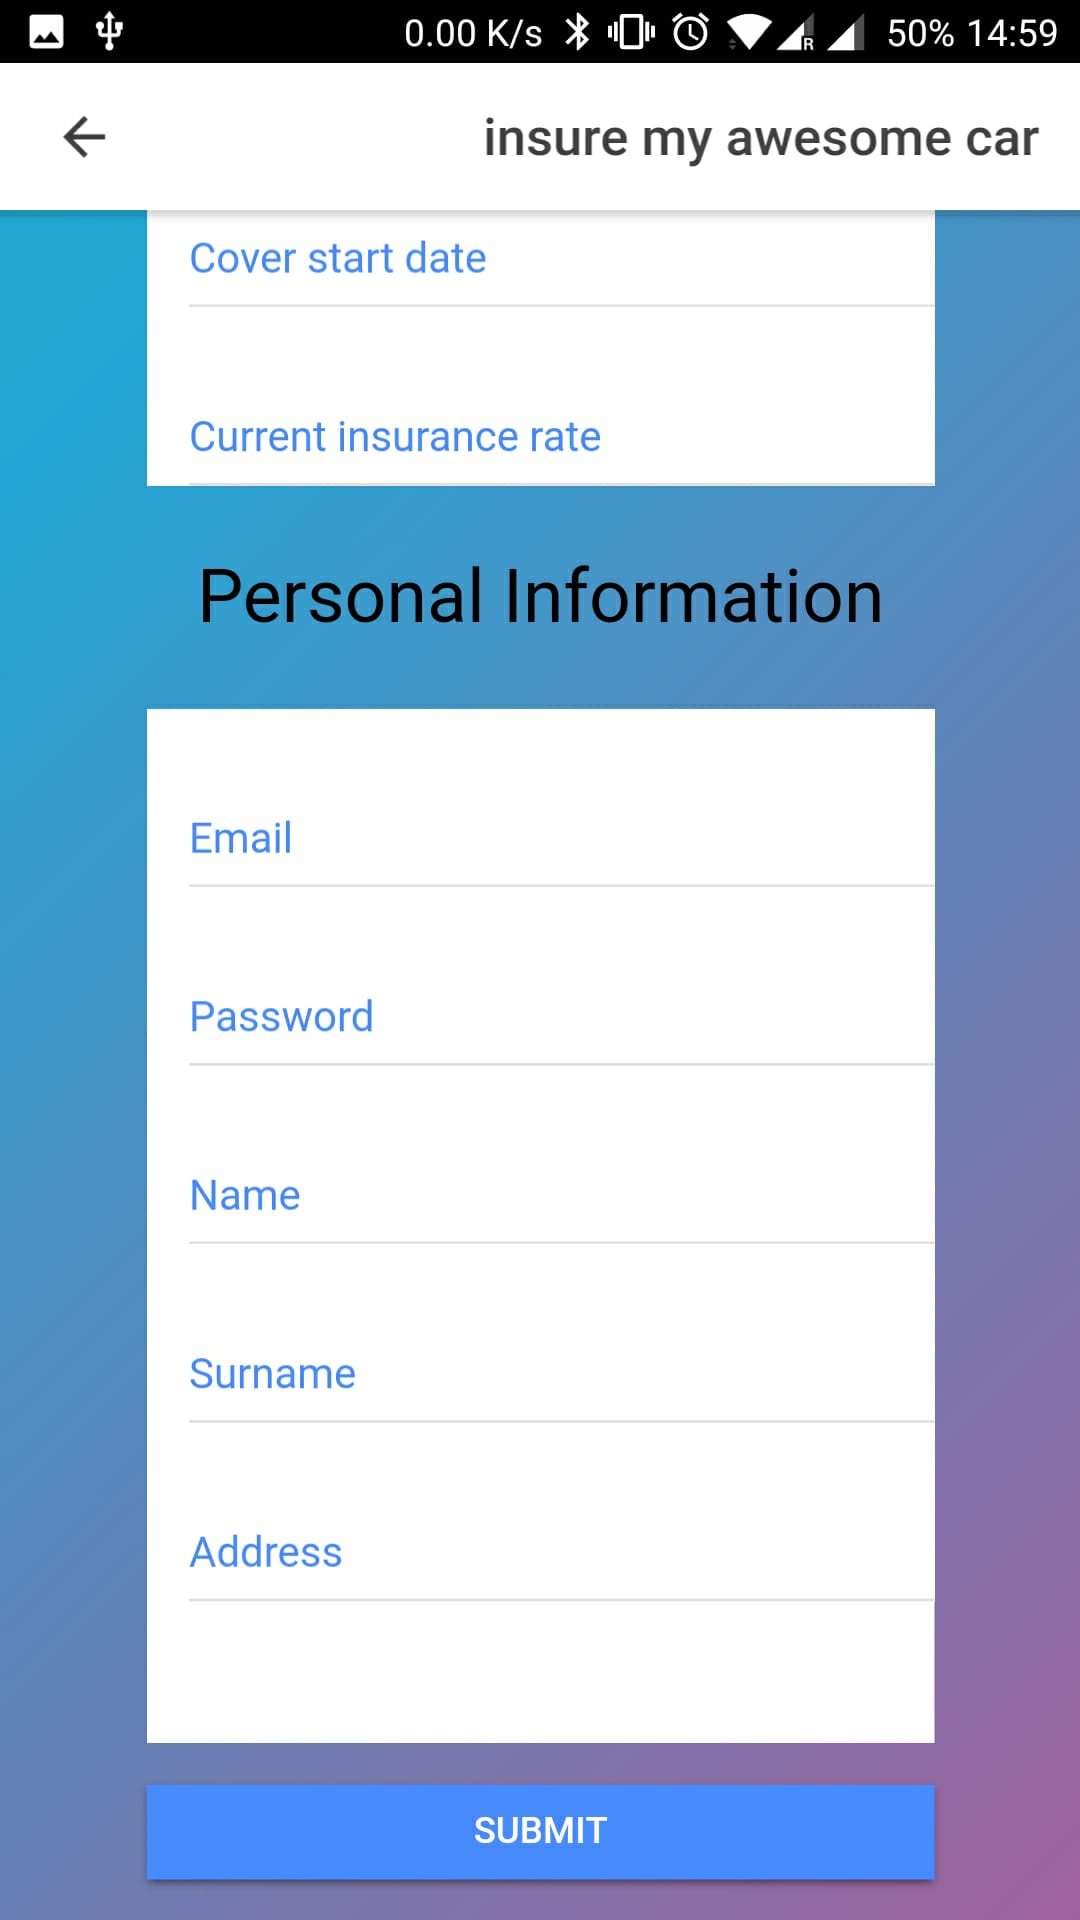 0.00 K/s R 50% 14:59
insure my awesome car
Cover start date
Current insurance rate
Personal Information
Email
Password
Name
Surname
Address
SUBMIT